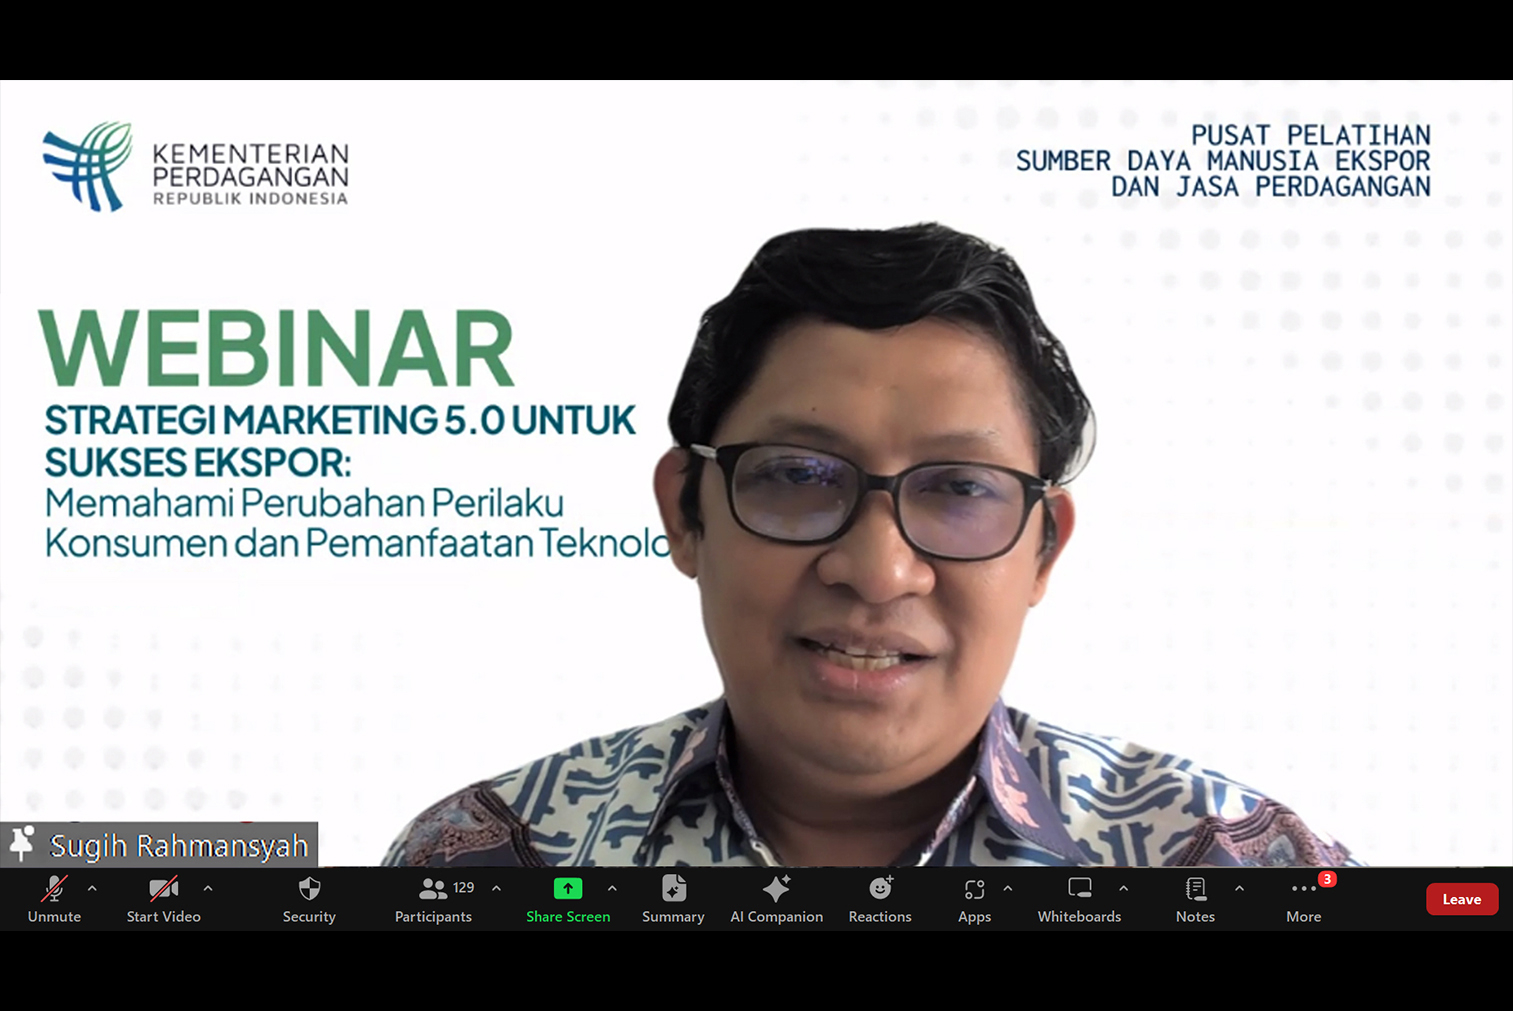 KEMENTERIAN
PERDAGANGAN
REPUBLIK INDONESIA
PUSAT PELATIHAN
SUMBER DAYA MANUSIA EKSPOR
DAN JASA PERDAGANGAN
WEBINAR
STRATEGI MARKETING 5.0 UNTUK
SUKSES EKSPOR:
Memahami Perubahan Perilaku
Konsumen dan Pemanfaatan Teknolo
Sugih Rahmansyah
129
3
Unmute
Start Video
Security
Participants
Share Screen
Summary
AI Companion
Reactions
Apps
Whiteboards
Notes
More
Leave